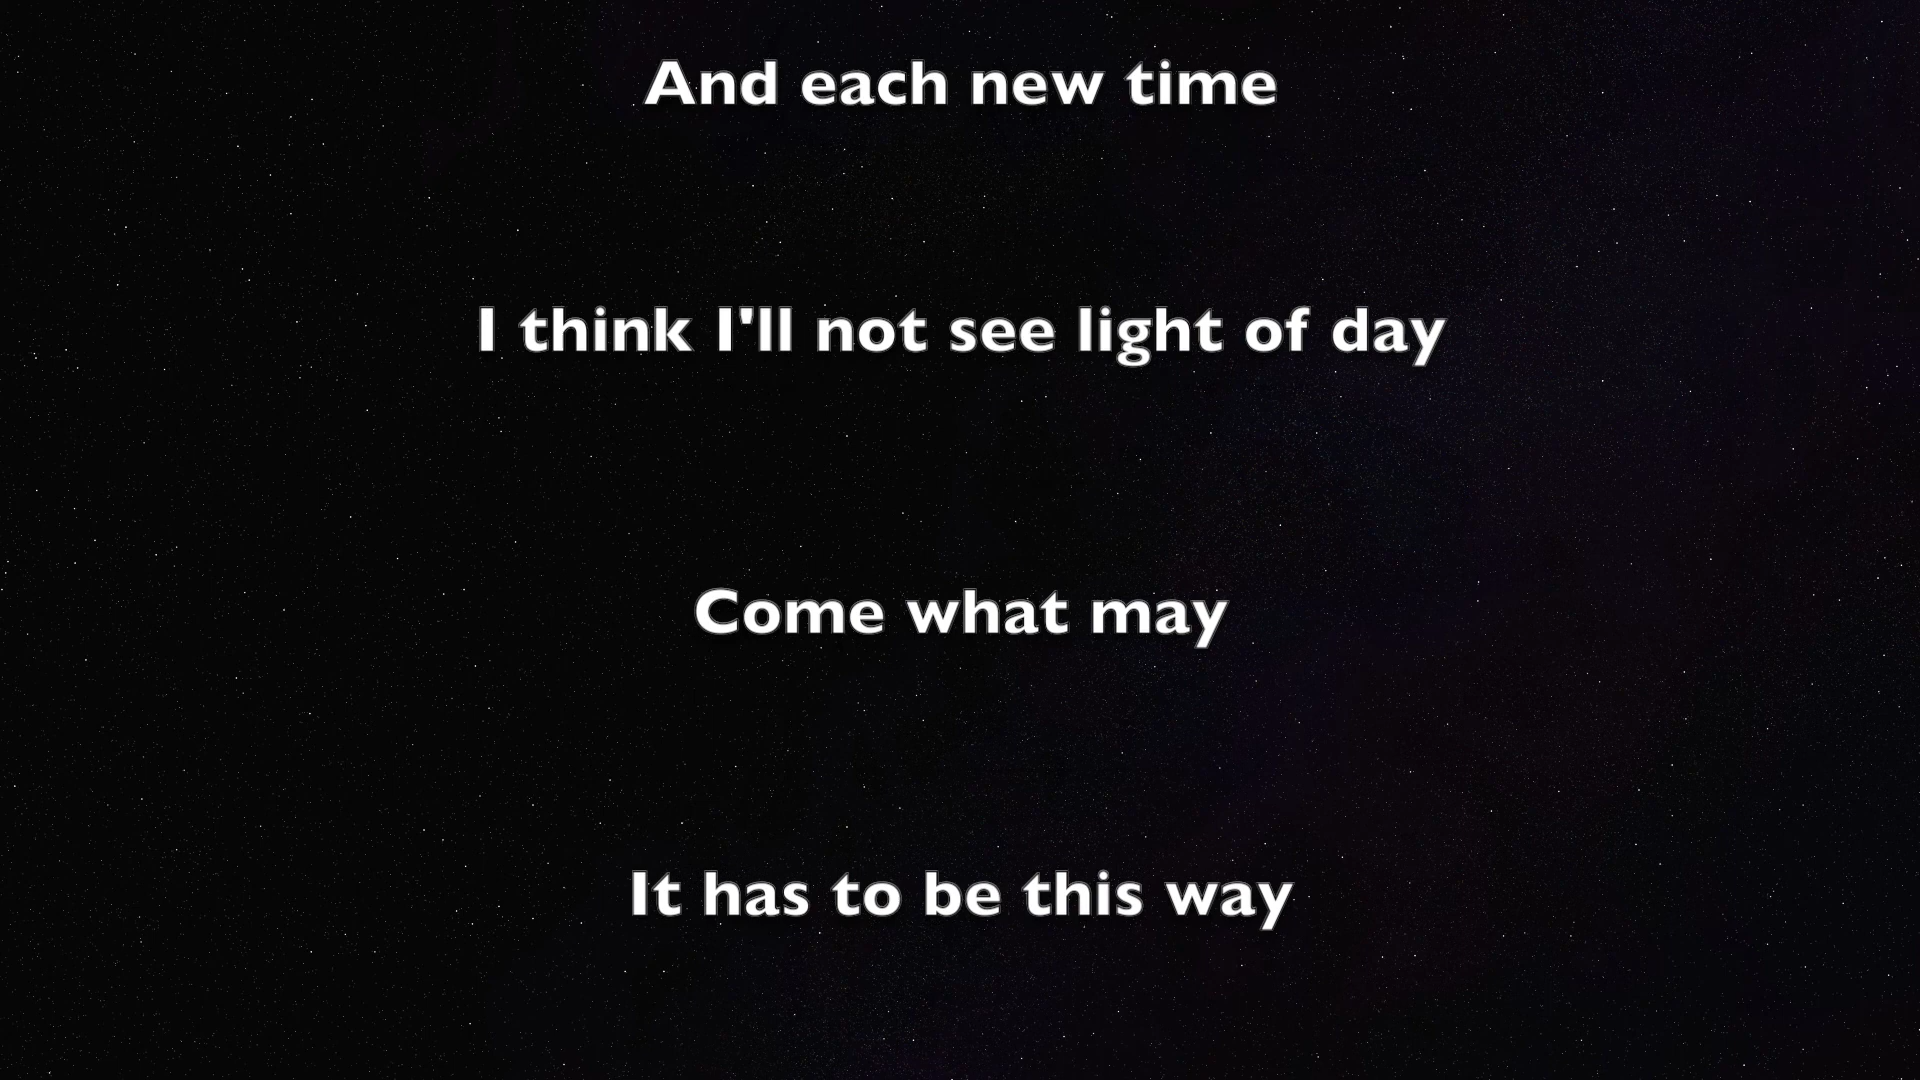 And each new time
I think I'll not see light of day
Come what may
It has to be this way